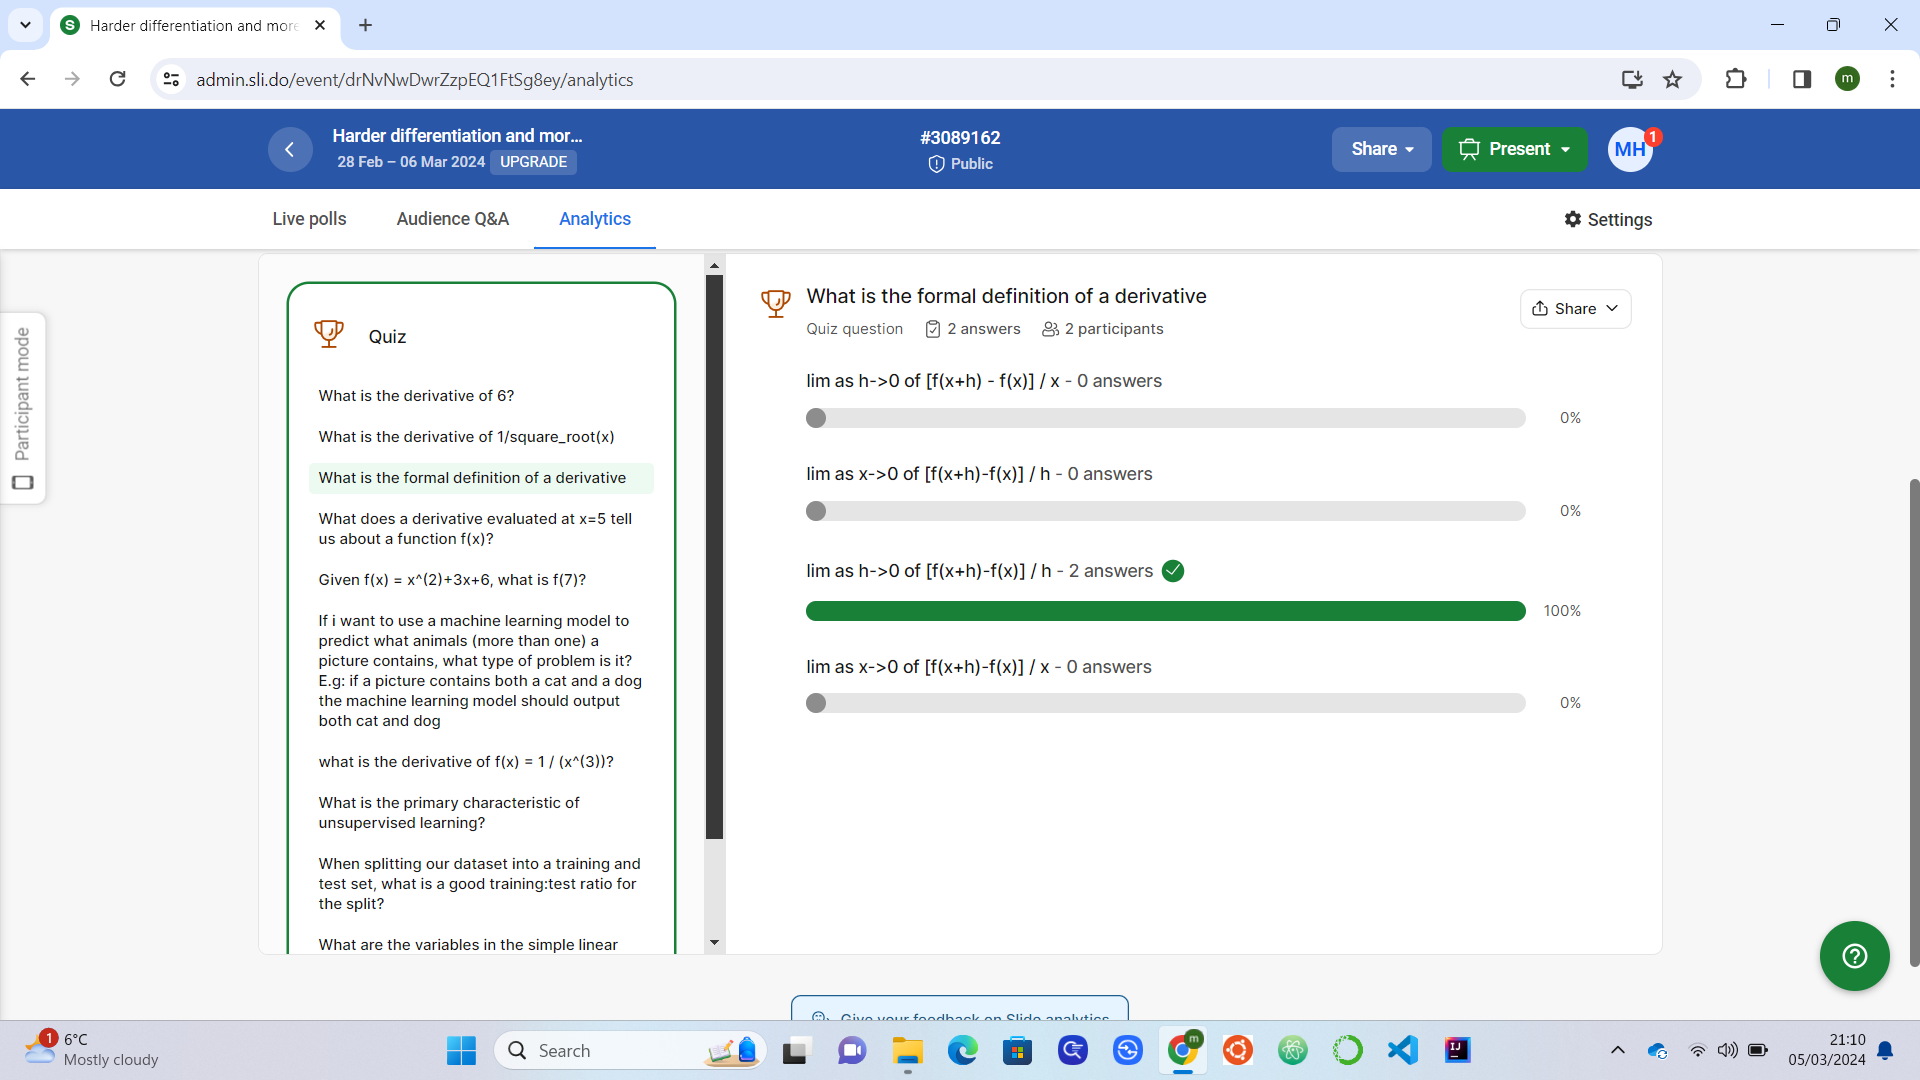 Harder differentiation and more
admin.sli.do/event/drNvNwDwrZzpEQ1FtSg8ey/analytics
m
Harder differentiation and mor...
28 Feb – 06 Mar 2024 UPGRADE
#3089162
Public
Share
Present
MH
1
Live polls
Audience Q&A
Analytics
Settings
Participant mode
Quiz
What is the derivative of 6?
What is the derivative of 1/square_root(x)
What is the formal definition of a derivative
What does a derivative evaluated at x=5 tell
us about a function f(x)?
Given f(x) = x^(2)+3x+6, what is f(7)?
If i want to use a machine learning model to
predict what animals (more than one) a
picture contains, what type of problem is it?
E.g: if a picture contains both a cat and a dog
the machine learning model should output
both cat and dog
what is the derivative of f(x) = 1 / (x^(3))?
What is the primary characteristic of
unsupervised learning?
When splitting our dataset into a training and
test set, what is a good training:test ratio for
the split?
What are the variables in the simple linear
What is the formal definition of a derivative
Quiz question 2 answers 2 participants
Share
lim as h->0 of [f(x+h) - f(x)] / x - 0 answers
0%
lim as x->0 of [f(x+h)-f(x)] / h - 0 answers
0%
lim as h->0 of [f(x+h)-f(x)] / h - 2 answers
100%
lim as x->0 of [f(x+h)-f(x)] / x - 0 answers
0%
Give your feedback on Slido analytics
1
6°C
Mostly cloudy
Search
m
IJ
21:10
05/03/2024